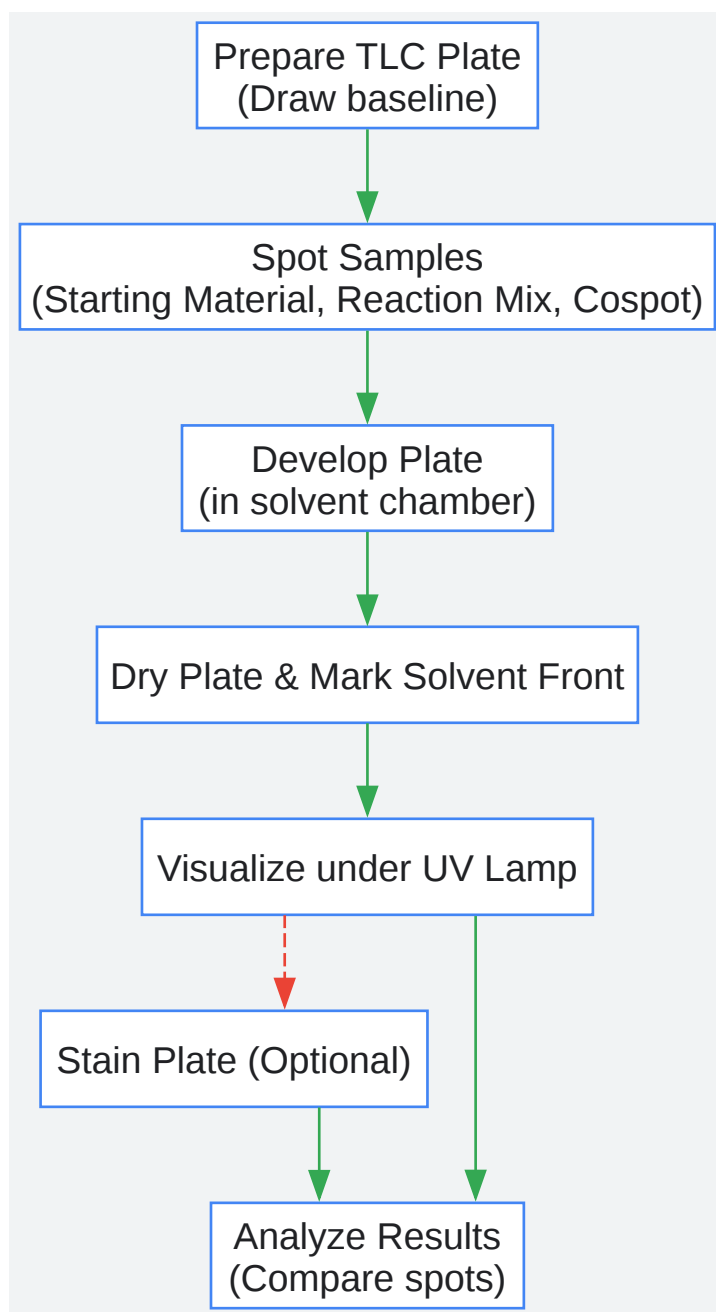 Prepare TLC Plate
(Draw baseline)
Spot Samples
(Starting Material, Reaction Mix, Cospot)
Develop Plate
(in solvent chamber)
Dry Plate & Mark Solvent Front
Visualize under UV Lamp
Stain Plate (Optional)
Analyze Results
(Compare spots)